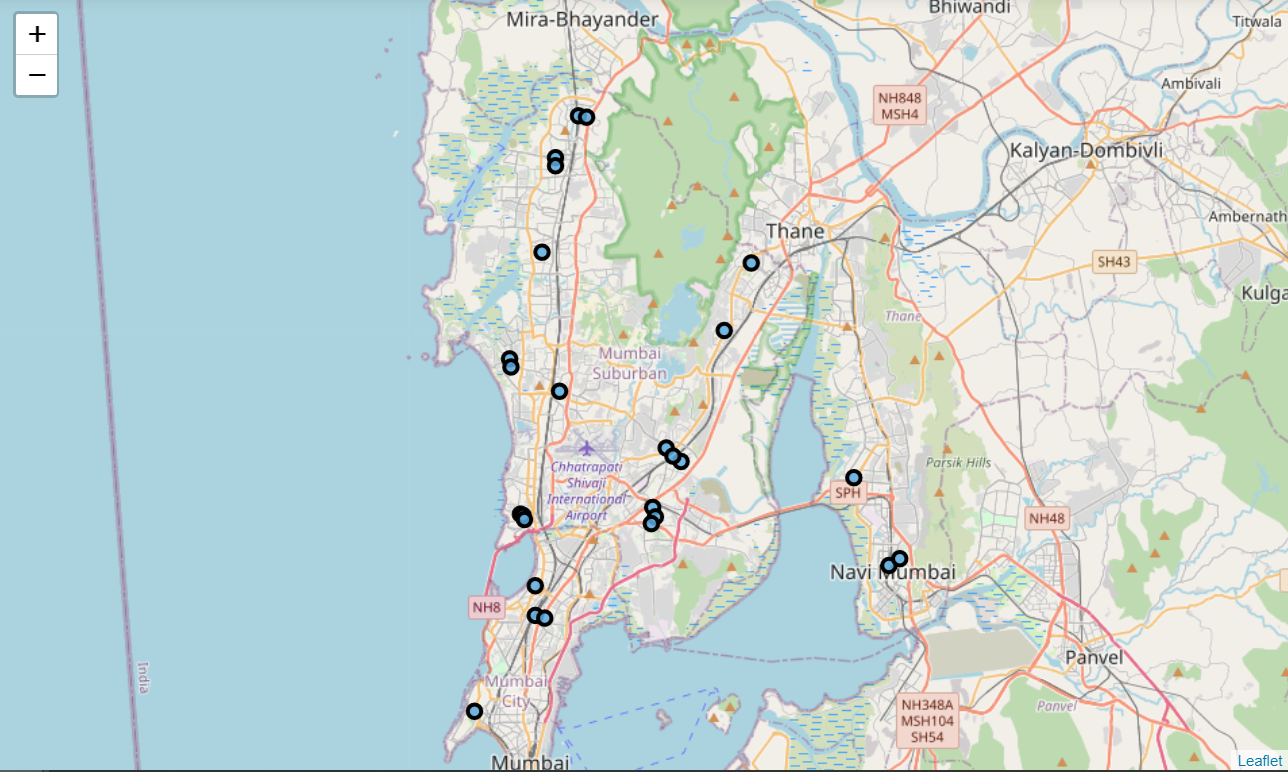 +
−
Mira-Bhayander
Bhiwandi
Titwala
Ambivali
NH848
MSH4
Kalyan-Dombivli
Ambernath
Thane
SH43
Kulga
Thane
Mumbai
Suburban
Chhatrapati
Shivaji
International
Airport
Parsik Hills
SPH
NH48
Navi Mumbai
NH8
India
Mumbai
City
Panvel
Panvel
NH348A
MSH104
SH54
Mumbai
Leaflet